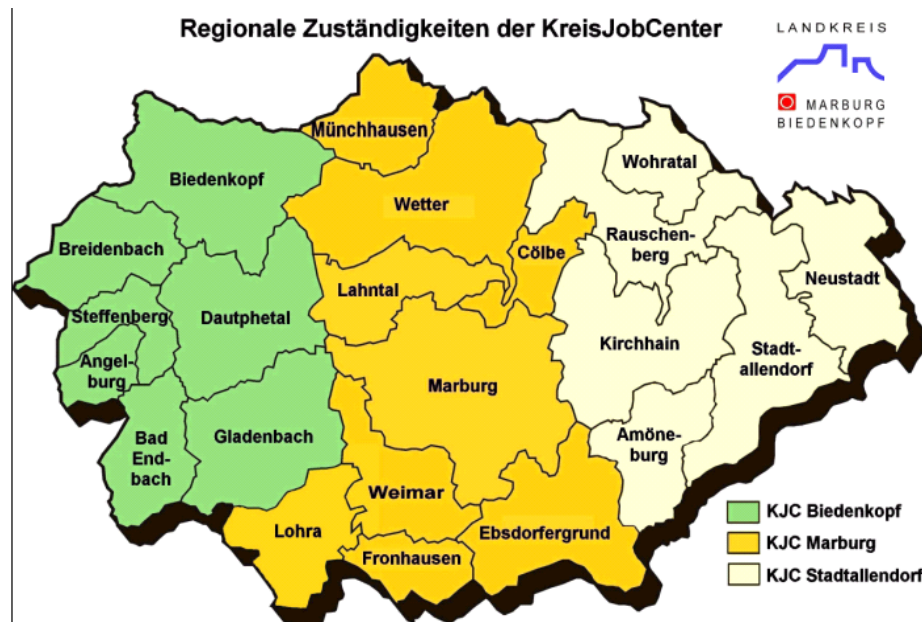 Regionale Zuständigkeiten der KreisJobCenter
LANDKREIS
MARBURG
BIEDENKOPF
Münchhausen
Wohratal
Biedenkopf
Wetter
Rauschen-
berg
Breidenbach
Cölbe
Neustadt
Lahntal
Steffenberg
Dautphetal
Kirchhain
Stadt-
allendorf
Angel-
burg
Marburg
Bad
End-
bach
Gladenbach
Amöne-
burg
Weimar
Lohra
Ebsdorfergrund
Fronhausen
KJC Biedenkopf
KJC Marburg
KJC Stadtallendorf